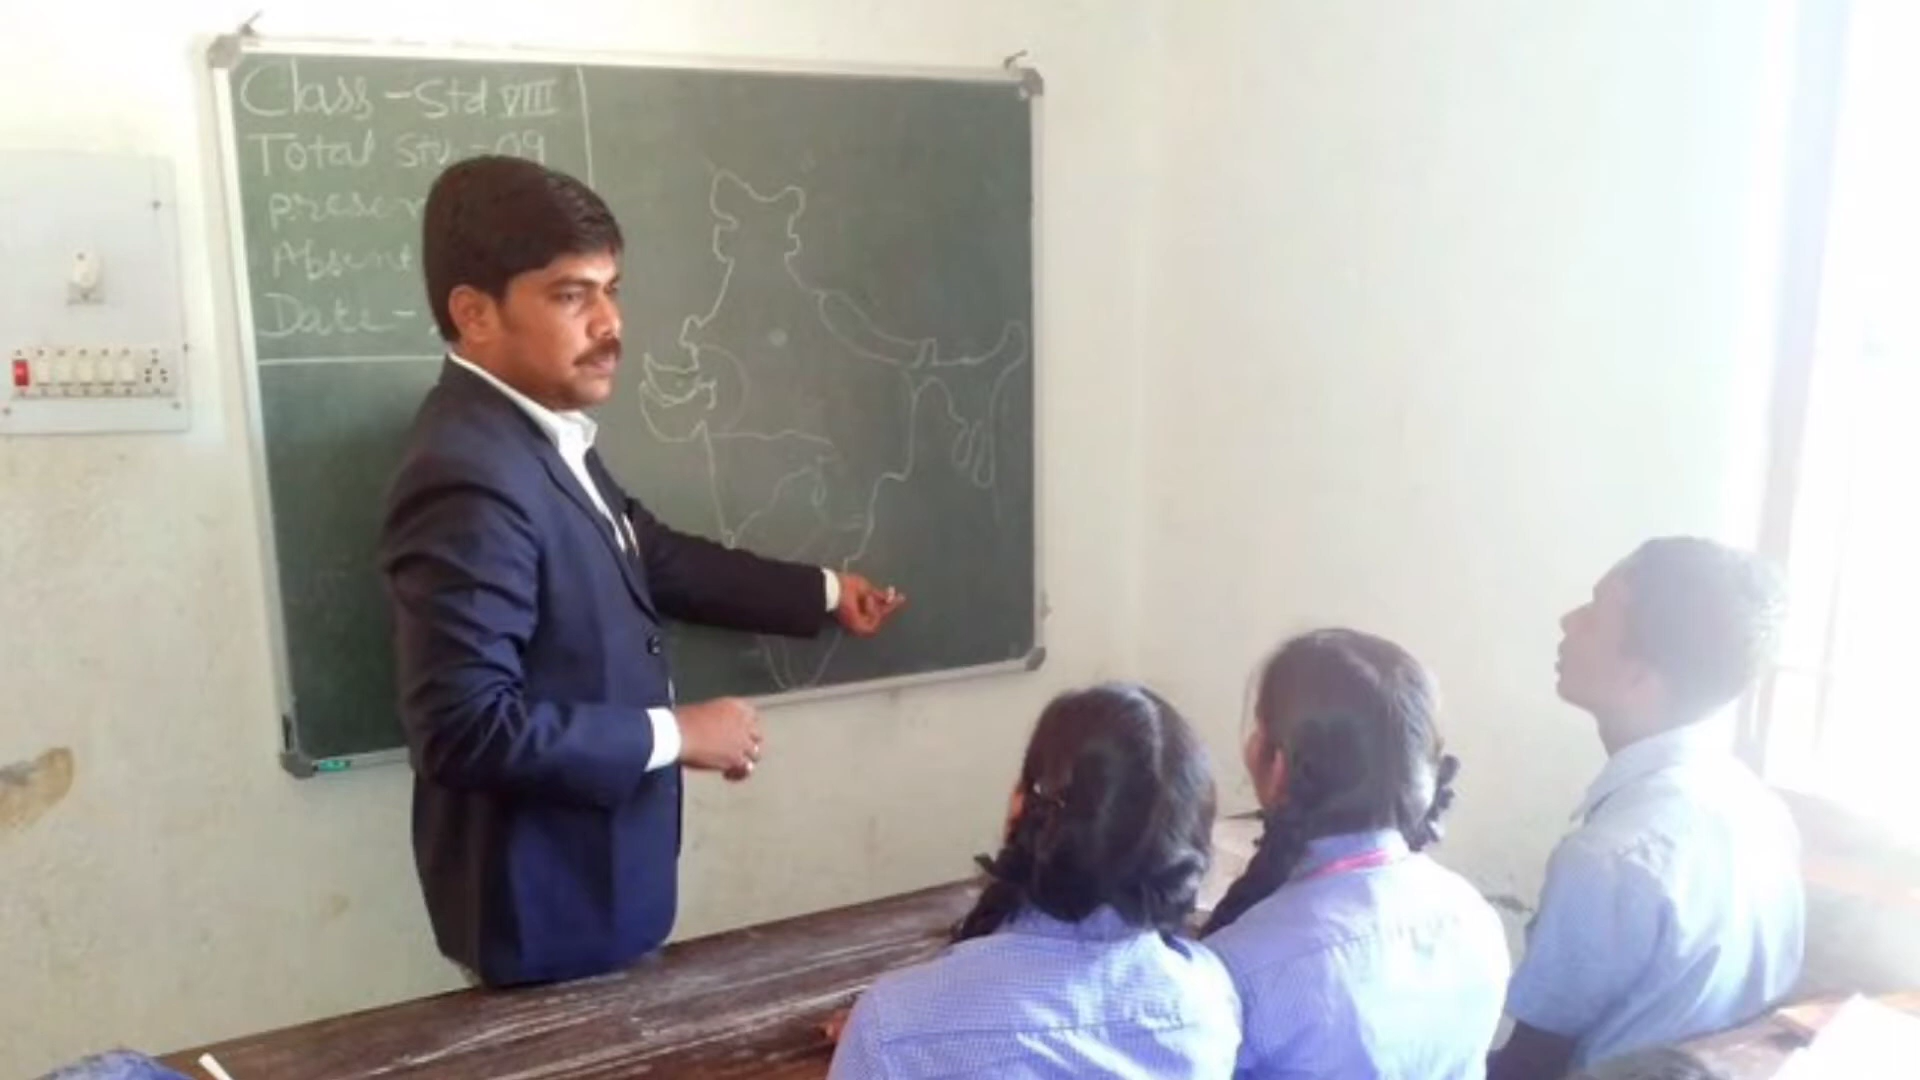 Class - Std VIII
Total Stu - 09
presen
Absent
Date -